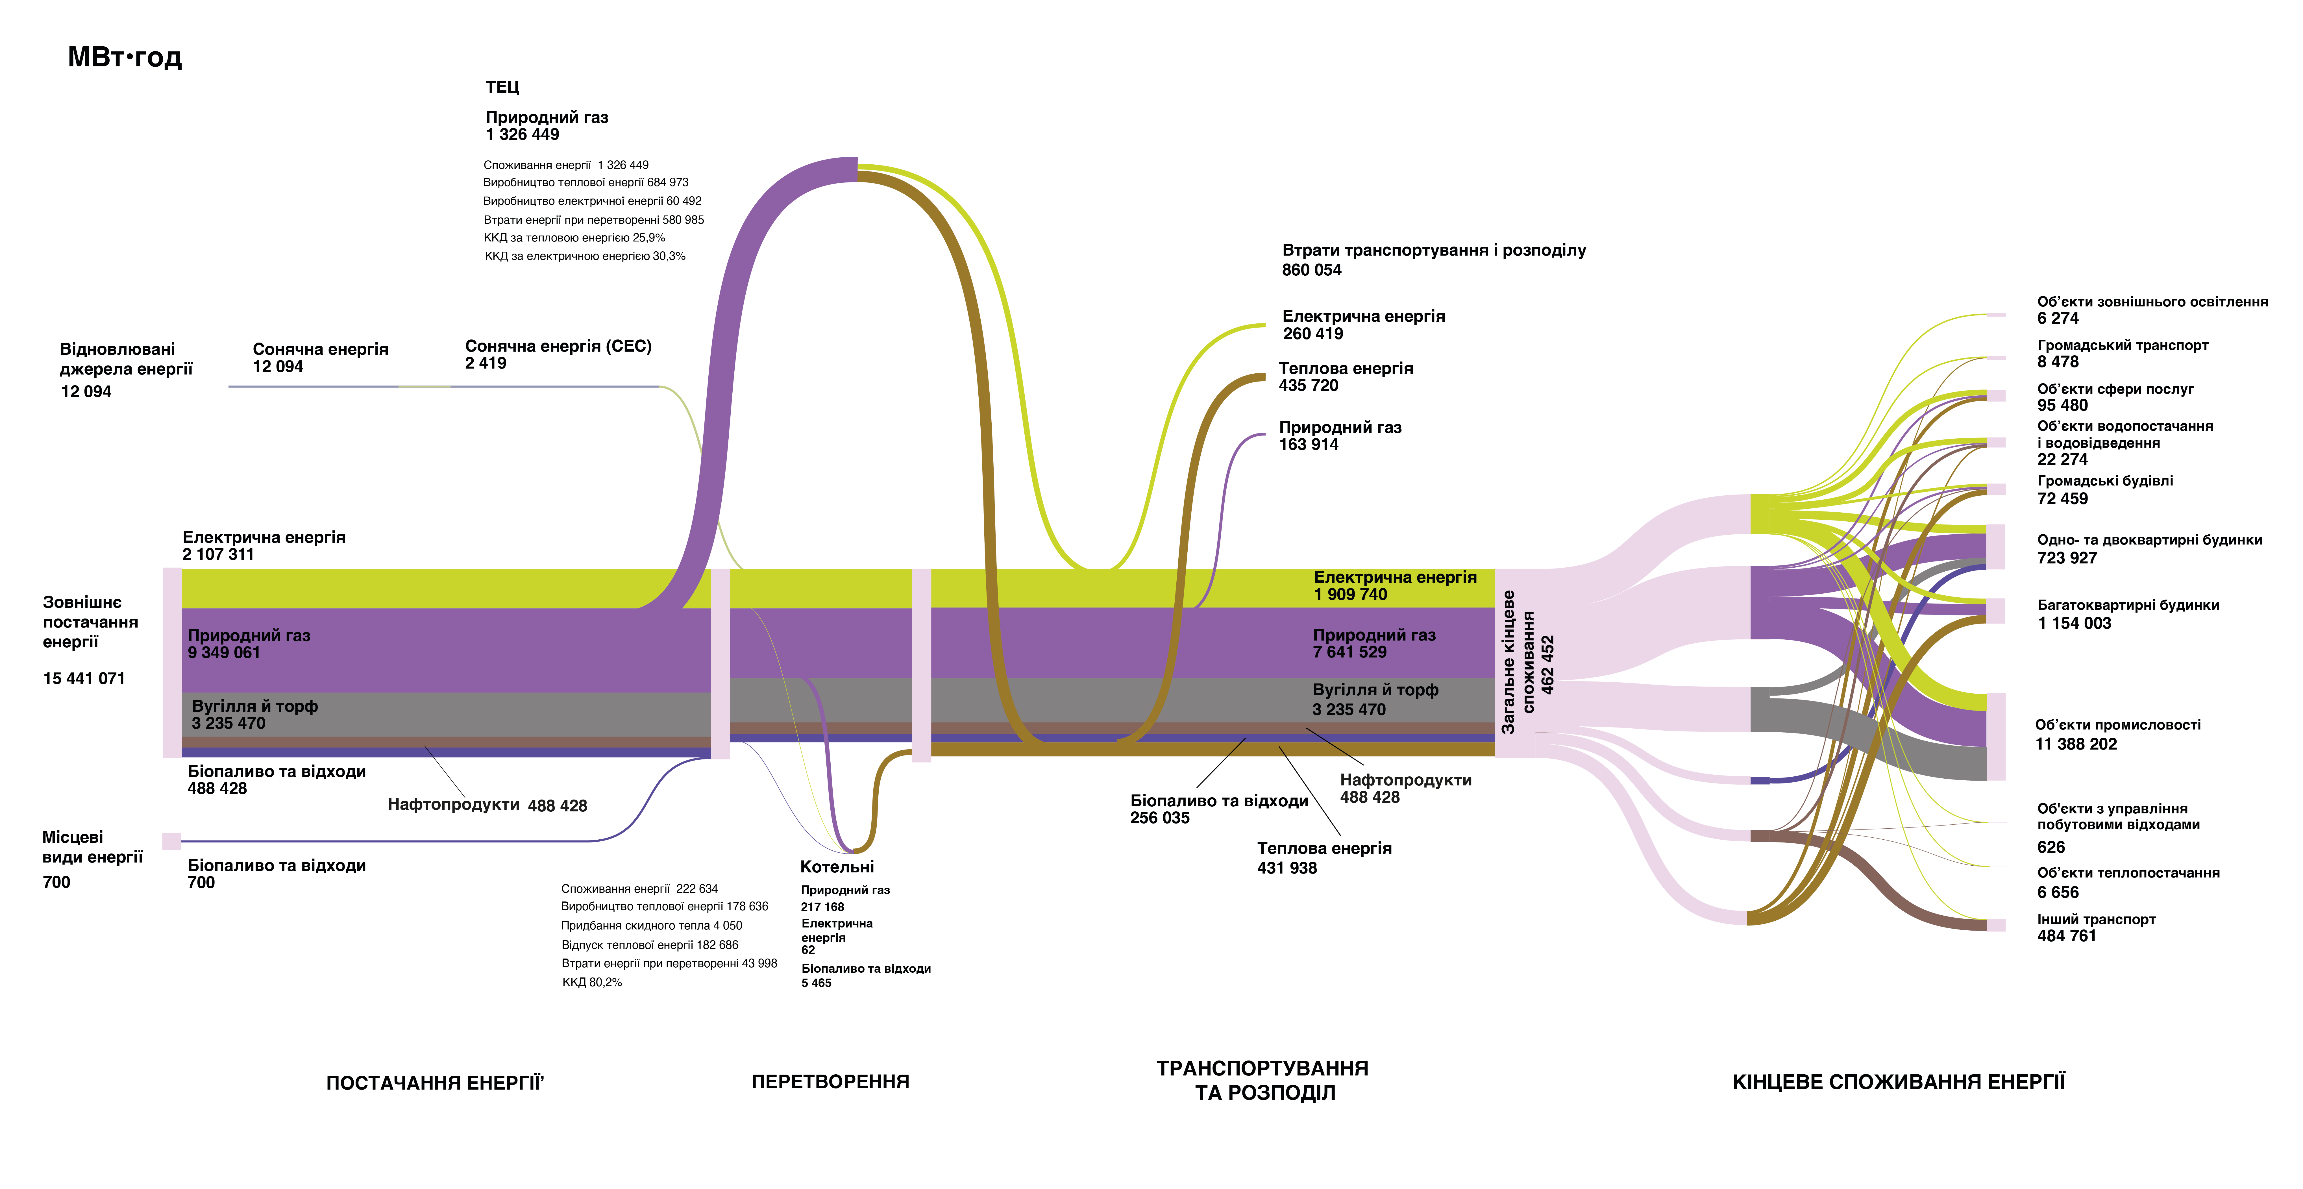 МВт•год
ТЕЦ
Природний газ
1 326 449
Споживання енергії 1 326 449
Виробництво теплової енергії 684 973
Виробництво електричної енергії 60 492
Втрати енергії при перетворенні 580 985
ККД за тепловою енергією 25,9%
ККД за електричною енергією 30,3%
Відновлювані
джерела енергії
12 094
Сонячна енергія
12 094
Сонячна енергія (СЕС)
2 419
Електрична енергія
2 107 311
Зовнішнє
постачання
енергії
15 441 071
Природний газ
9 349 061
Вугілля й торф
3 235 470
Біопаливо та відходи
488 428
Нафтопродукти 488 428
Місцеві
види енергії
700
Біопаливо та відходи
700
Споживання енергії 222 634
Виробництво теплової енергії 178 636
Придбання скидного тепла 4 050
Відпуск теплової енергії 182 686
Втрати енергії при перетворенні 43 998
ККД 80,2%
Котельні
Природний газ
217 168
Електрична
енергія
62
Біопаливо та відходи
5 465
Втрати транспортування і розподілу
860 054
Електрична енергія
260 419
Теплова енергія
435 720
Природний газ
163 914
Електрична енергія
1 909 740
Природний газ
7 641 529
Вугілля й торф
3 235 470
Нафтопродукти
488 428
Біопаливо та відходи
256 035
Теплова енергія
431 938
Загальне кінцеве
споживання
462 452
Об’єкти зовнішнього освітлення
6 274
Громадський транспорт
8 478
Об’єкти сфери послуг
95 480
Об’єкти водопостачання
і водовідведення
22 274
Громадські будівлі
72 459
Одно- та двоквартирні будинки
723 927
Багатоквартирні будинки
1 154 003
Об’єкти промисловості
11 388 202
Об'єкти з управління
побутовими відходами
626
Об’єкти теплопостачання
6 656
Інший транспорт
484 761
ПОСТАЧАННЯ ЕНЕРГІЇ’
ПЕРЕТВОРЕННЯ
ТРАНСПОРТУВАННЯ
ТА РОЗПОДІЛ
КІНЦЕВЕ СПОЖИВАННЯ ЕНЕРГІЇ